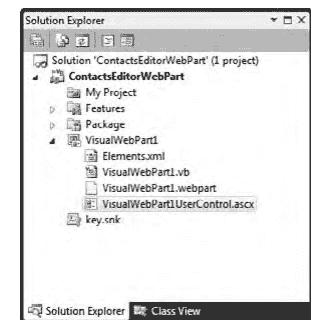 Solution Explorer
Solution 'ContactsEditorWebPart' (1 project)
ContactsEditorWebPart
My Project
Features
Package
VisualWebPart1
Elements.xml
VisualWebPart1.vb
VisualWebPart1.webpart
VisualWebPart1UserControl.ascx
key.snk
Solution Explorer Class View